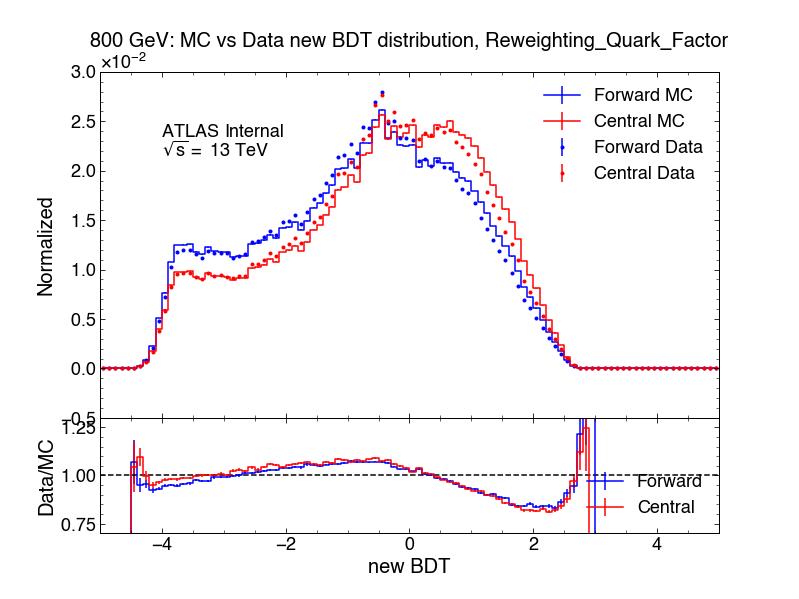 800 GeV: MC vs Data new BDT distribution, Reweighting_Quark_Factor
×10⁻²
3.0
2.5
2.0
1.5
1.0
0.5
0.0
−0.5
Normalized
ATLAS Internal
√s = 13 TeV
Forward MC
Central MC
Forward Data
Central Data
1.25
1.00
0.75
Data/MC
Forward
Central
−4 −2 0 2 4
new BDT